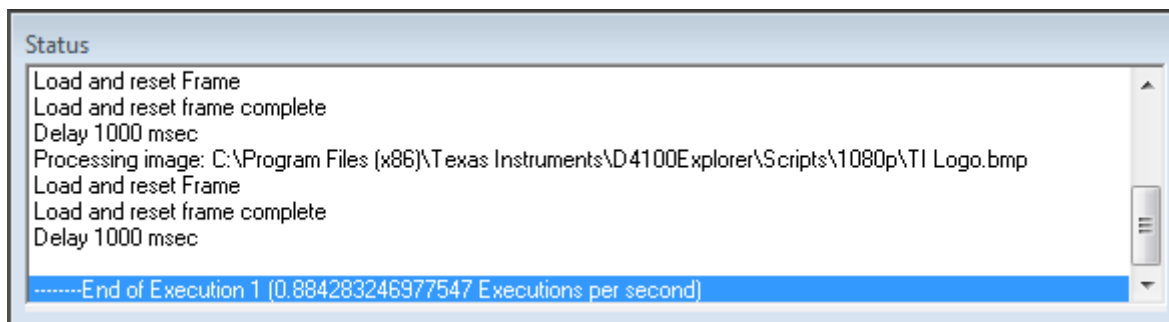 Status
Load and reset Frame
Load and reset frame complete
Delay 1000 msec
Processing image: C:\Program Files (x86)\Texas Instruments\D4100Explorer\Scripts\1080p\TI Logo.bmp
Load and reset Frame
Load and reset frame complete
Delay 1000 msec
--------End of Execution 1 (0.884283246977547 Executions per second)